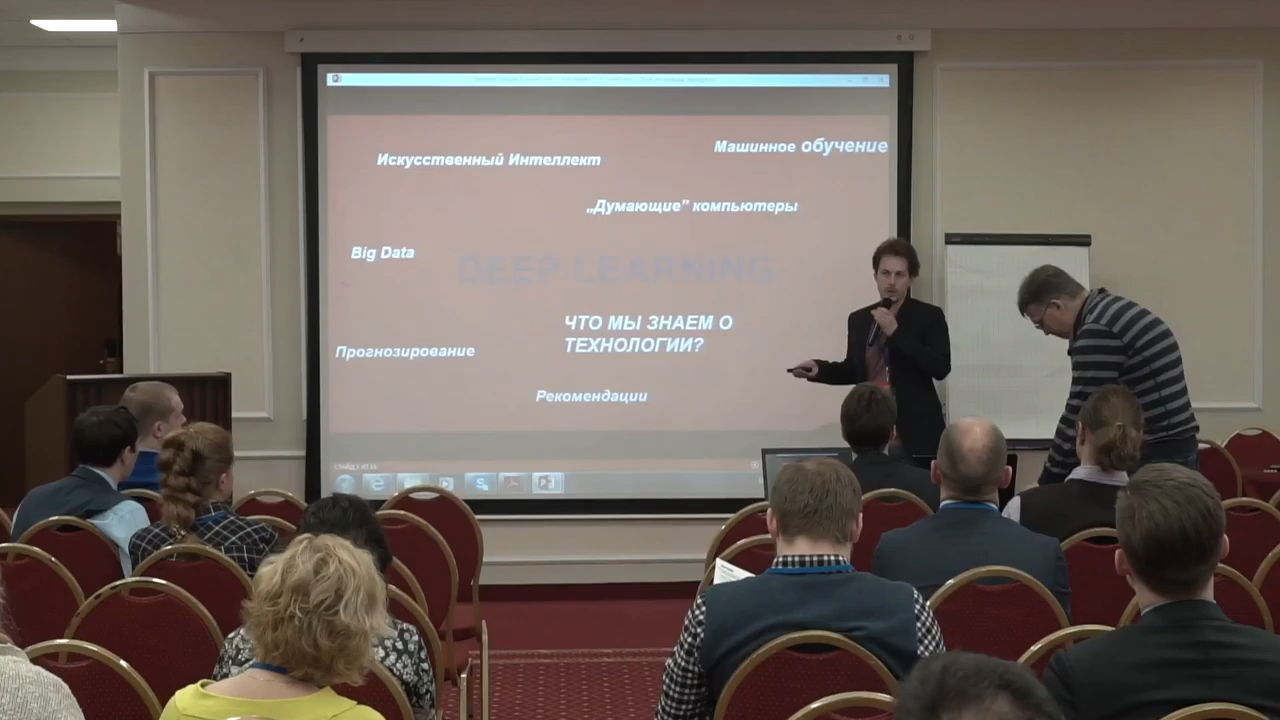 Искусственный Интеллект
Машинное обучение
„Думающие” компьютеры
Big Data
DEEP LEARNING
ЧТО МЫ ЗНАЕМ О
ТЕХНОЛОГИИ?
Прогнозирование
Рекомендации